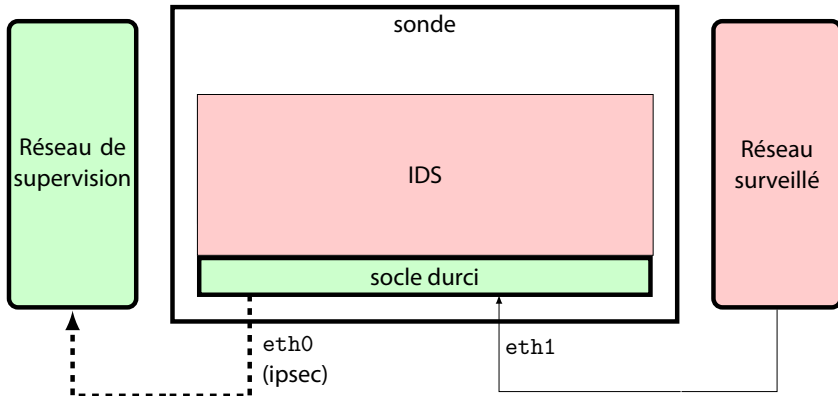 sonde
Réseau de
supervision
IDS
Réseau
surveillé
socle durci
eth0
(ipsec)
eth1